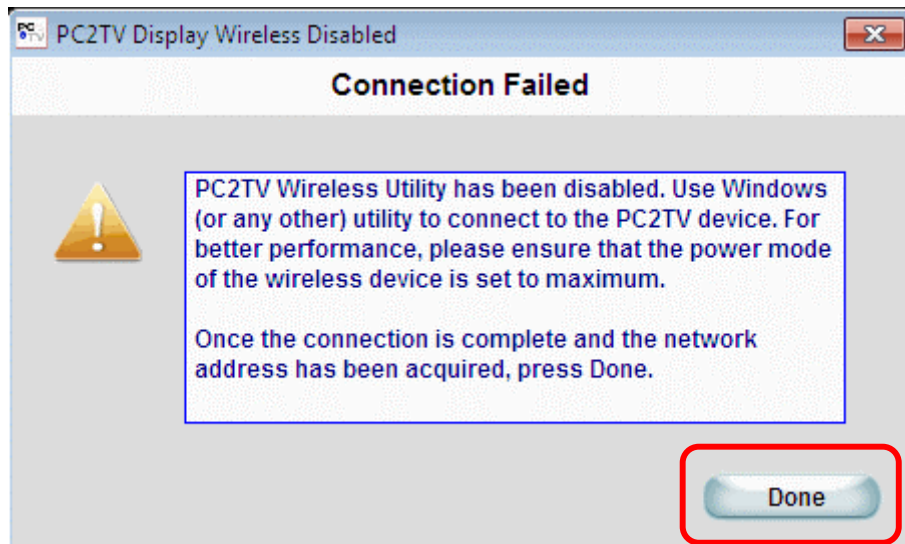 PC TV PC2TV Display Wireless Disabled
Connection Failed
PC2TV Wireless Utility has been disabled. Use Windows
(or any other) utility to connect to the PC2TV device. For
better performance, please ensure that the power mode
of the wireless device is set to maximum.
Once the connection is complete and the network
address has been acquired, press Done.
Done